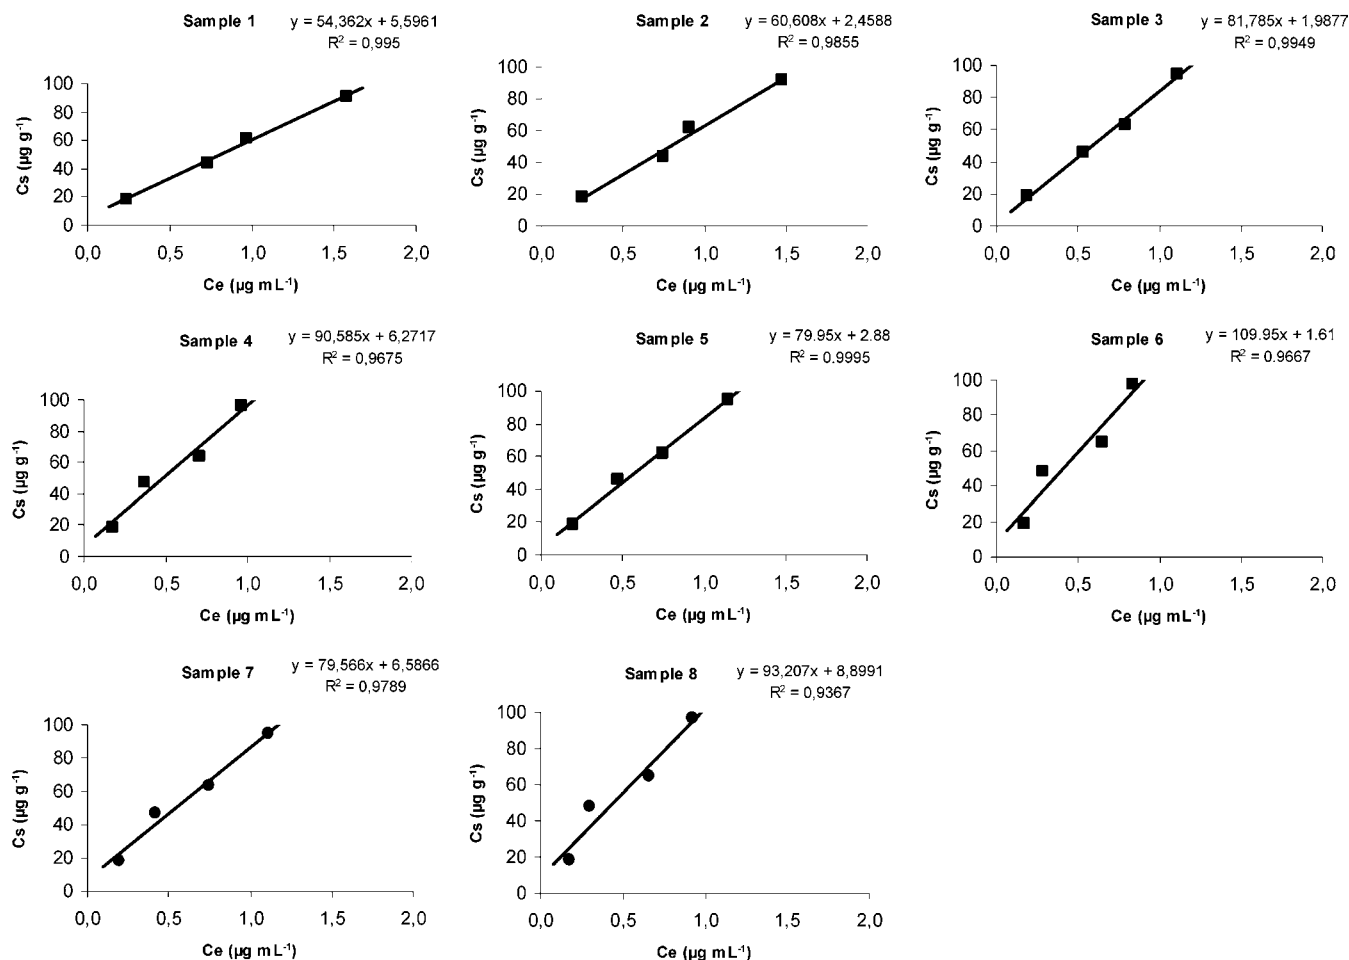 Sample 1
y = 54,362x + 5,5961
R² = 0,995
Cs (µg g⁻¹)
100
80
60
40
20
0
0,0 0,5 1,0 1,5 2,0
Ce (µg mL⁻¹)
Sample 2
y = 60,608x + 2,4588
R² = 0,9855
Cs (µg g⁻¹)
100
80
60
40
20
0
0,0 0,5 1,0 1,5 2,0
Ce (µg mL⁻¹)
Sample 3
y = 81,785x + 1,9877
R² = 0,9949
Cs (µg g⁻¹)
100
80
60
40
20
0
0,0 0,5 1,0 1,5 2,0
Ce (µg mL⁻¹)
Sample 4
y = 90,585x + 6,2717
R² = 0,9675
Cs (µg g⁻¹)
100
80
60
40
20
0
0,0 0,5 1,0 1,5 2,0
Ce (µg mL⁻¹)
Sample 5
y = 79.95x + 2.88
R² = 0.9995
Cs (µg g⁻¹)
100
80
60
40
20
0
0,0 0,5 1,0 1,5 2,0
Ce (µg mL⁻¹)
Sample 6
y = 109.95x + 1.61
R² = 0.9667
Cs (µg g⁻¹)
100
80
60
40
20
0
0,0 0,5 1,0 1,5 2,0
Ce (µg mL⁻¹)
Sample 7
y = 79,566x + 6,5866
R² = 0,9789
Cs (µg g⁻¹)
100
80
60
40
20
0
0,0 0,5 1,0 1,5 2,0
Ce (µg mL⁻¹)
Sample 8
y = 93,207x + 8,8991
R² = 0,9367
Cs (µg g⁻¹)
100
80
60
40
20
0
0,0 0,5 1,0 1,5 2,0
Ce (µg mL⁻¹)